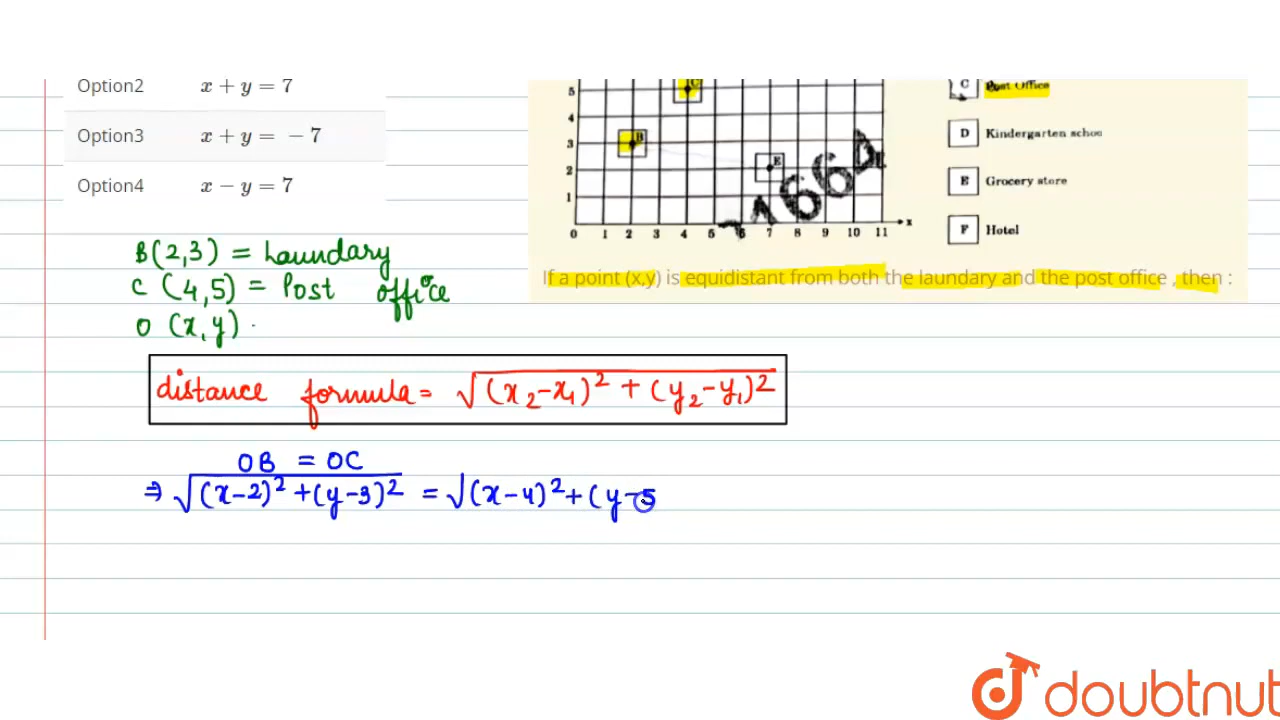 Option2 x + y = 7
Option3 x + y = - 7
Option4 x - y = 7
5
4
3
2
1
0 1 2 3 4 5 6 7 8 9 10 11 x
C
B
E
71664
C Post Office
D Kindergarten schoo
E Grocery store
F Hotel
If a point (x,y) is equidistant from both the laundary and the post office , then :
B(2,3) = Laundary
C (4,5) = Post office
O (x,y) .
distance formula = √(x₂-x₁)² + (y₂-y₁)²
OB = OC
⇒ √(x-2)² + (y-3)² = √(x-4)² + (y-5
doubtnut